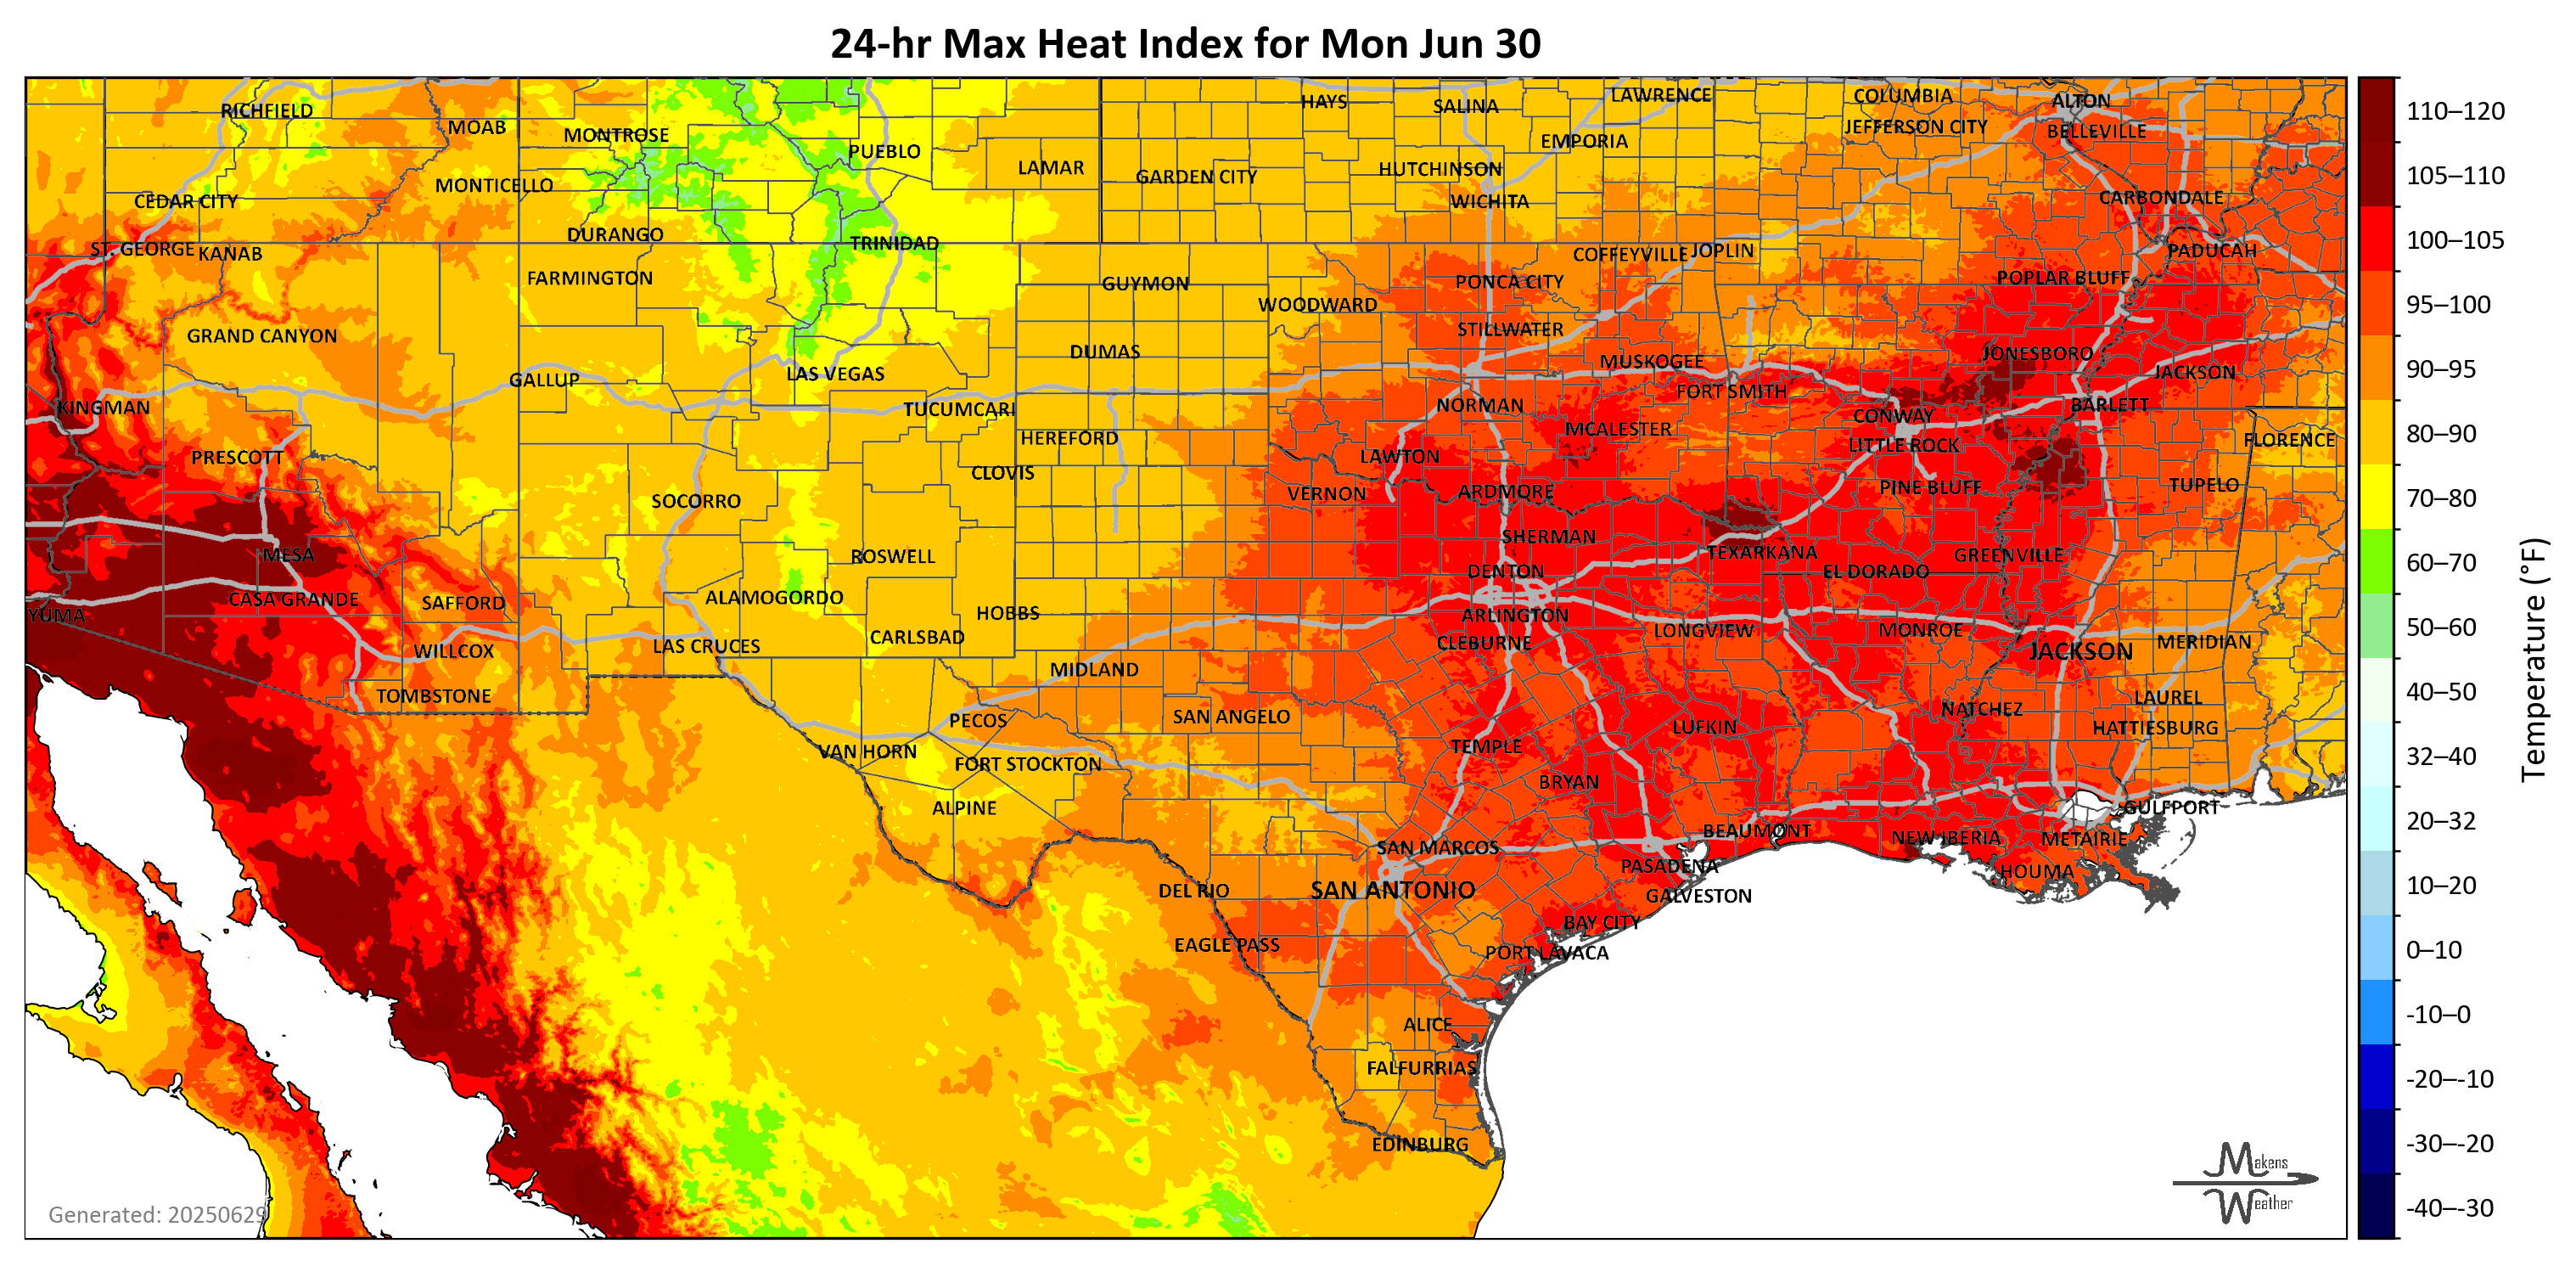 24-hr Max Heat Index for Mon Jun 30
RICHFIELD
MOAB
MONTROSE
PUEBLO
LAMAR
HAYS
SALINA
LAWRENCE
COLUMBIA
ALTON
GARDEN CITY
HUTCHINSON
EMPORIA
JEFFERSON CITY
BELLEVILLE
CEDAR CITY
MONTICELLO
WICHITA
CARBONDALE
ST. GEORGE
KANAB
DURANGO
TRINIDAD
COFFEYVILLE
JOPLIN
PADUCAH
FARMINGTON
GUYMON
WOODWARD
PONCA CITY
POPLAR BLUFF
GRAND CANYON
DUMAS
STILLWATER
MUSKOGEE
JONESBORO
GALLUP
LAS VEGAS
FORT SMITH
JACKSON
KINGMAN
TUCUMCARI
NORMAN
CONWAY
BARLETT
HEREFORD
MCALESTER
LITTLE ROCK
FLORENCE
PRESCOTT
CLOVIS
LAWTON
SOCORRO
VERNON
ARDMORE
PINE BLUFF
TUPELO
MESA
ROSWELL
SHERMAN
TEXARKANA
GREENVILLE
CASA GRANDE
SAFFORD
ALAMOGORDO
DENTON
EL DORADO
YUMA
HOBBS
ARLINGTON
WILLCOX
LAS CRUCES
CARLSBAD
CLEBURNE
LONGVIEW
MONROE
JACKSON
MERIDIAN
TOMBSTONE
MIDLAND
PECOS
SAN ANGELO
LUFKIN
NATCHEZ
LAUREL
HATTIESBURG
VAN HORN
FORT STOCKTON
TEMPLE
BRYAN
ALPINE
GULFPORT
SAN MARCOS
BEAUMONT
NEW IBERIA
METAIRIE
DEL RIO
SAN ANTONIO
PASADENA
HOUMA
GALVESTON
EAGLE PASS
BAY CITY
PORT LAVACA
ALICE
FALFURRIAS
EDINBURG
Generated: 20250629
Makens
Weather
110–120
105–110
100–105
95–100
90–95
80–90
70–80
60–70
50–60
40–50
32–40
20–32
10–20
0–10
-10–0
-20–-10
-30–-20
-40–-30
Temperature (°F)